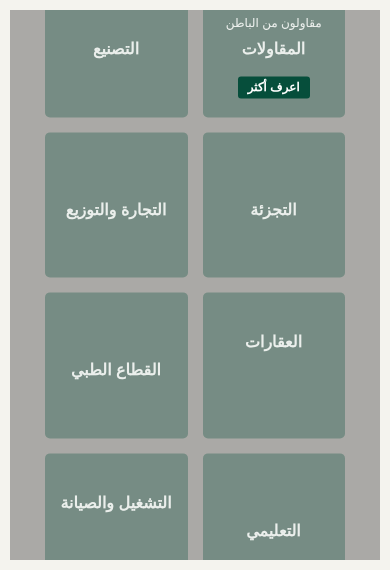 مقاولون من الباطن
المقاولات
اعرف أكثر
التصنيع
التجزئة
التجارة والتوزيع
العقارات
القطاع الطبي
التعليمي
التشغيل والصيانة